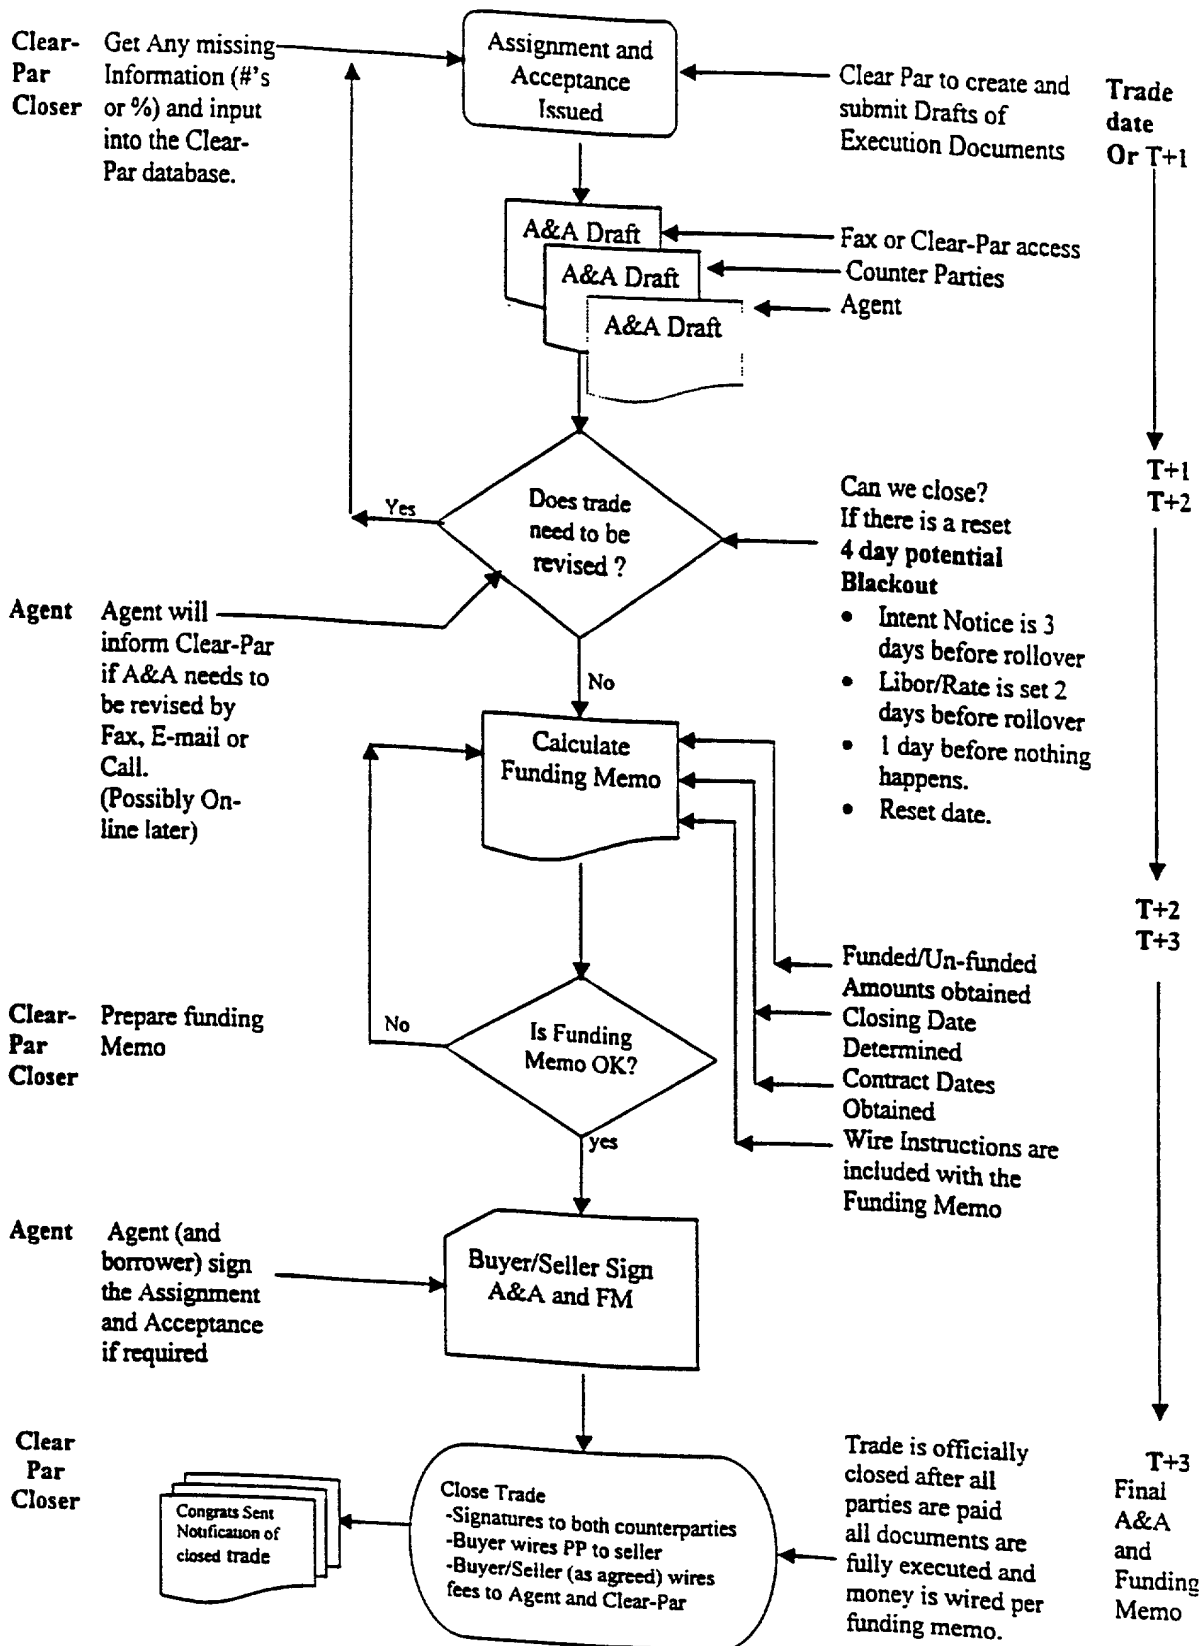 Clear-
Par
Closer
Get Any missing
Information (#'s
or %) and input
into the Clear-
Par database.
Assignment and
Acceptance
Issued
Clear Par to create and
submit Drafts of
Execution Documents
Trade
date
Or T+1
A&A Draft
A&A Draft
A&A Draft
Fax or Clear-Par access
Counter Parties
Agent
T+1
T+2
Does trade
need to be
revised ?
Yes
No
Can we close?
If there is a reset
4 day potential
Blackout
• Intent Notice is 3
days before rollover
• Libor/Rate is set 2
days before rollover
• 1 day before nothing
happens.
• Reset date.
Agent
Agent will
inform Clear-Par
if A&A needs to
be revised by
Fax, E-mail or
Call.
(Possibly On-
line later)
Calculate
Funding Memo
T+2
T+3
Funded/Un-funded
Amounts obtained
Closing Date
Determined
Contract Dates
Obtained
Wire Instructions are
included with the
Funding Memo
Clear-
Par
Closer
Prepare funding
Memo
No
Is Funding
Memo OK?
yes
Agent
Agent (and
borrower) sign
the Assignment
and Acceptance
if required
Buyer/Seller Sign
A&A and FM
Clear
Par
Closer
Congrats Sent
Notification of
closed trade
Close Trade
-Signatures to both counterparties
-Buyer wires PP to seller
-Buyer/Seller (as agreed) wires
fees to Agent and Clear-Par
Trade is officially
closed after all
parties are paid
all documents are
fully executed and
money is wired per
funding memo.
T+3
Final
A&A
and
Funding
Memo